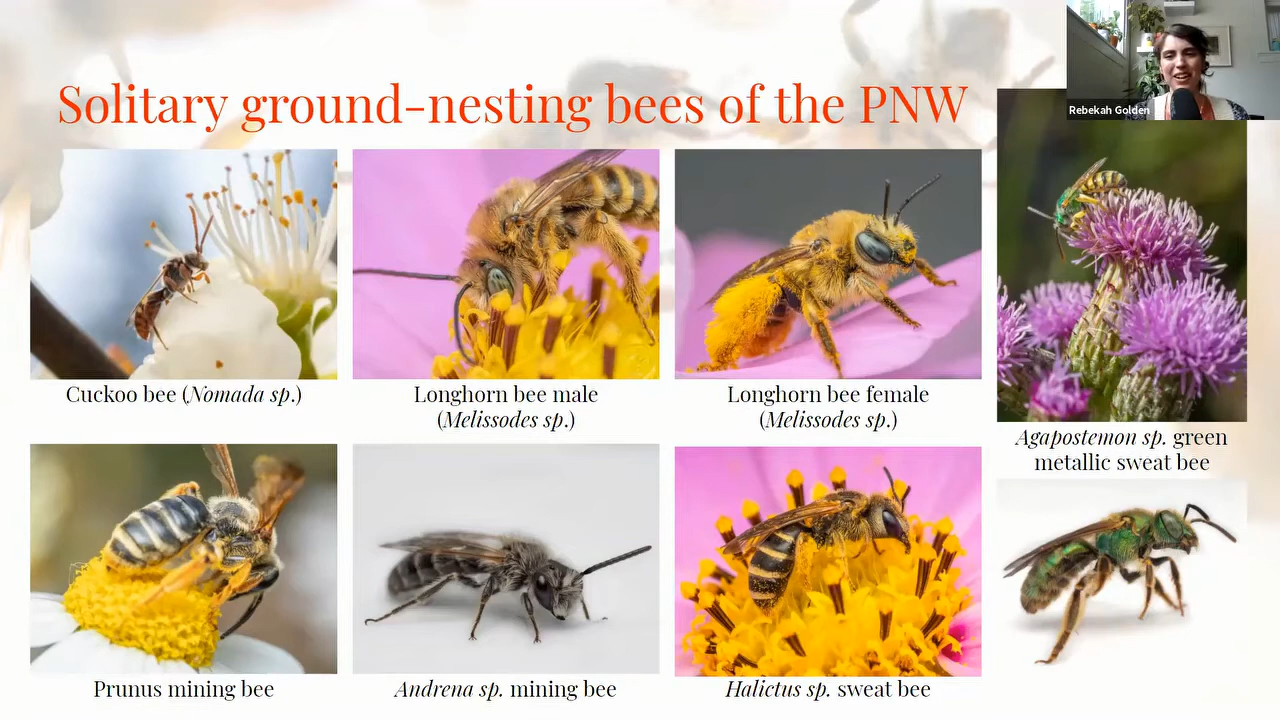 Solitary ground-nesting bees of the PNW
Rebekah Golden
Cuckoo bee (Nomada sp.)
Longhorn bee male
(Melissodes sp.)
Longhorn bee female
(Melissodes sp.)
Agapostemon sp. green
metallic sweat bee
Prunus mining bee
Andrena sp. mining bee
Halictus sp. sweat bee